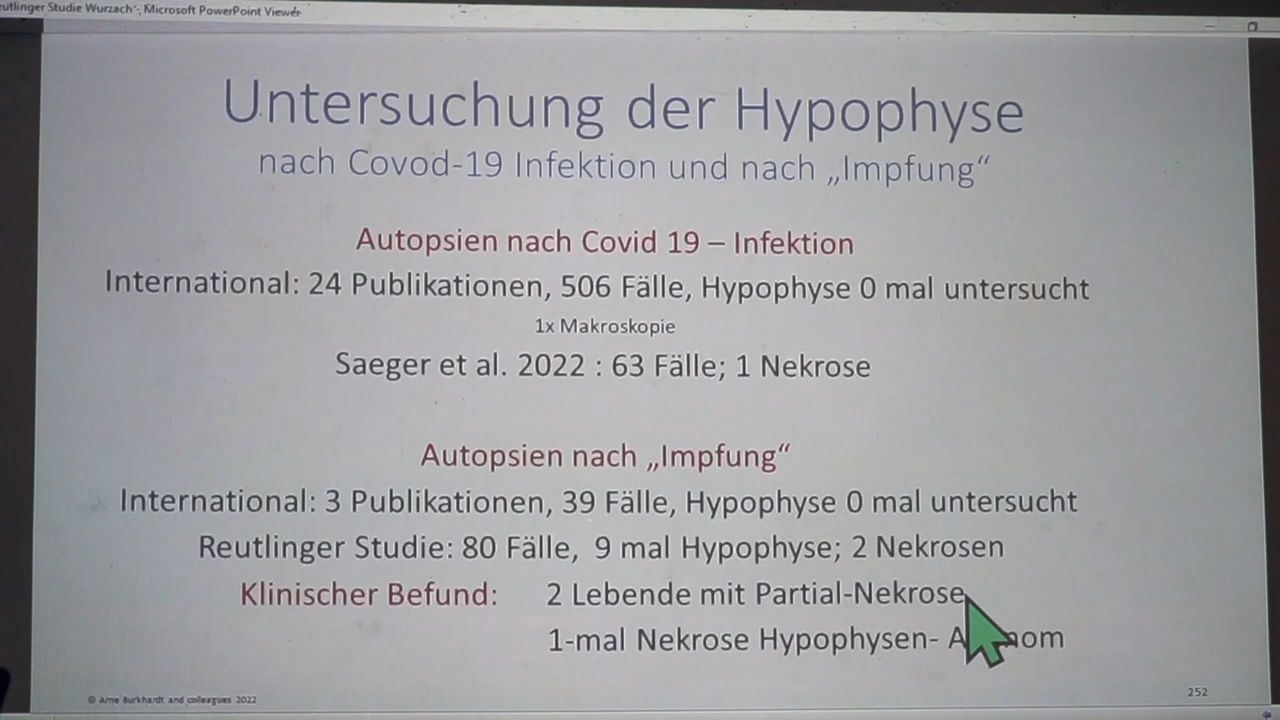 eutlinger Studie Wurzach - Microsoft PowerPoint Viewer
Untersuchung der Hypophyse
nach Covod-19 Infektion und nach „Impfung“
Autopsien nach Covid 19 – Infektion
International: 24 Publikationen, 506 Fälle, Hypophyse 0 mal untersucht
1x Makroskopie
Saeger et al. 2022 : 63 Fälle; 1 Nekrose
Autopsien nach „Impfung“
International: 3 Publikationen, 39 Fälle, Hypophyse 0 mal untersucht
Reutlinger Studie: 80 Fälle, 9 mal Hypophyse; 2 Nekrosen
Klinischer Befund: 2 Lebende mit Partial-Nekrose
1-mal Nekrose Hypophysen-
© Arne Burkhardt and colleagues 2022
252